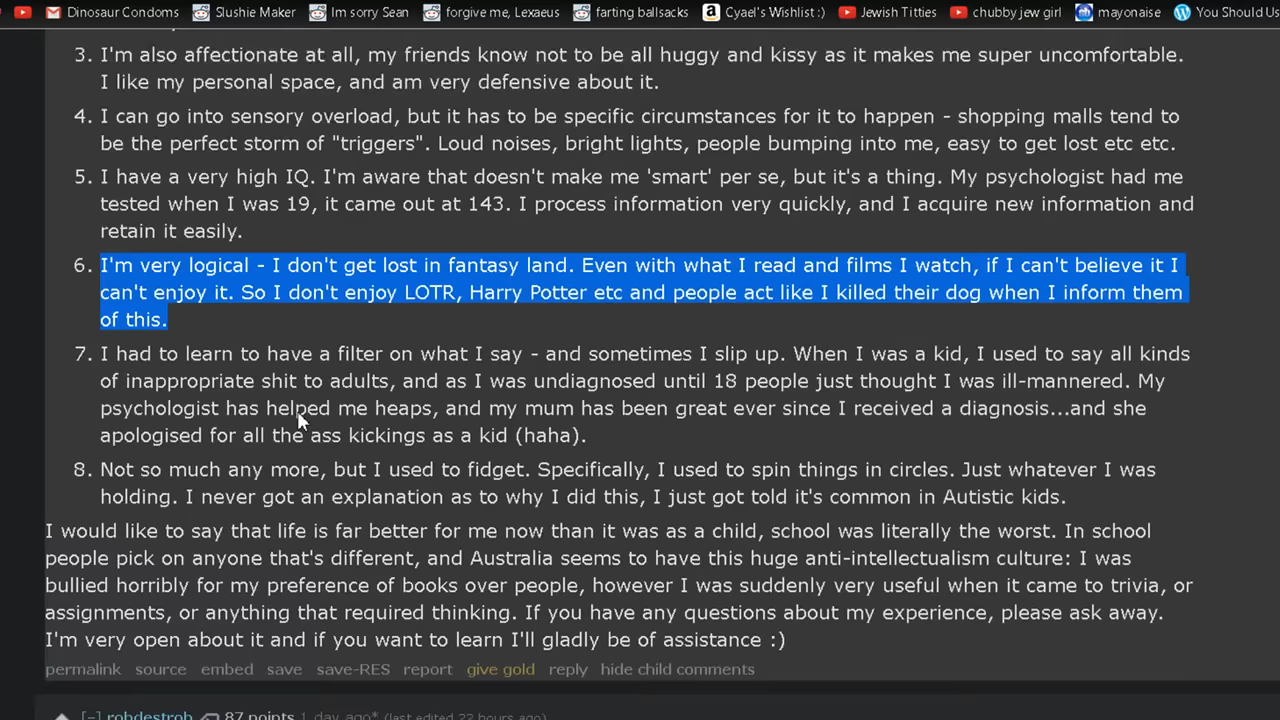 Dinosaur Condoms Slushie Maker Im sorry Sean forgive me, Lexaeus farting ballsacks Cyael's Wishlist :) Jewish Titties chubby jew girl mayonaise You Should Us
3. I'm also affectionate at all, my friends know not to be all huggy and kissy as it makes me super uncomfortable.
I like my personal space, and am very defensive about it.
4. I can go into sensory overload, but it has to be specific circumstances for it to happen - shopping malls tend to
be the perfect storm of "triggers". Loud noises, bright lights, people bumping into me, easy to get lost etc etc.
5. I have a very high IQ. I'm aware that doesn't make me 'smart' per se, but it's a thing. My psychologist had me
tested when I was 19, it came out at 143. I process information very quickly, and I acquire new information and
retain it easily.
6. I'm very logical - I don't get lost in fantasy land. Even with what I read and films I watch, if I can't believe it I
can't enjoy it. So I don't enjoy LOTR, Harry Potter etc and people act like I killed their dog when I inform them
of this.
7. I had to learn to have a filter on what I say - and sometimes I slip up. When I was a kid, I used to say all kinds
of inappropriate shit to adults, and as I was undiagnosed until 18 people just thought I was ill-mannered. My
psychologist has helped me heaps, and my mum has been great ever since I received a diagnosis...and she
apologised for all the ass kickings as a kid (haha).
8. Not so much any more, but I used to fidget. Specifically, I used to spin things in circles. Just whatever I was
holding. I never got an explanation as to why I did this, I just got told it's common in Autistic kids.
I would like to say that life is far better for me now than it was as a child, school was literally the worst. In school
people pick on anyone that's different, and Australia seems to have this huge anti-intellectualism culture: I was
bullied horribly for my preference of books over people, however I was suddenly very useful when it came to trivia, or
assignments, or anything that required thinking. If you have any questions about my experience, please ask away.
I'm very open about it and if you want to learn I'll gladly be of assistance :)
permalink source embed save save-RES report give gold reply hide child comments
[–] robdestrob 87 points 1 day ago* (last edited 22 hours ago)